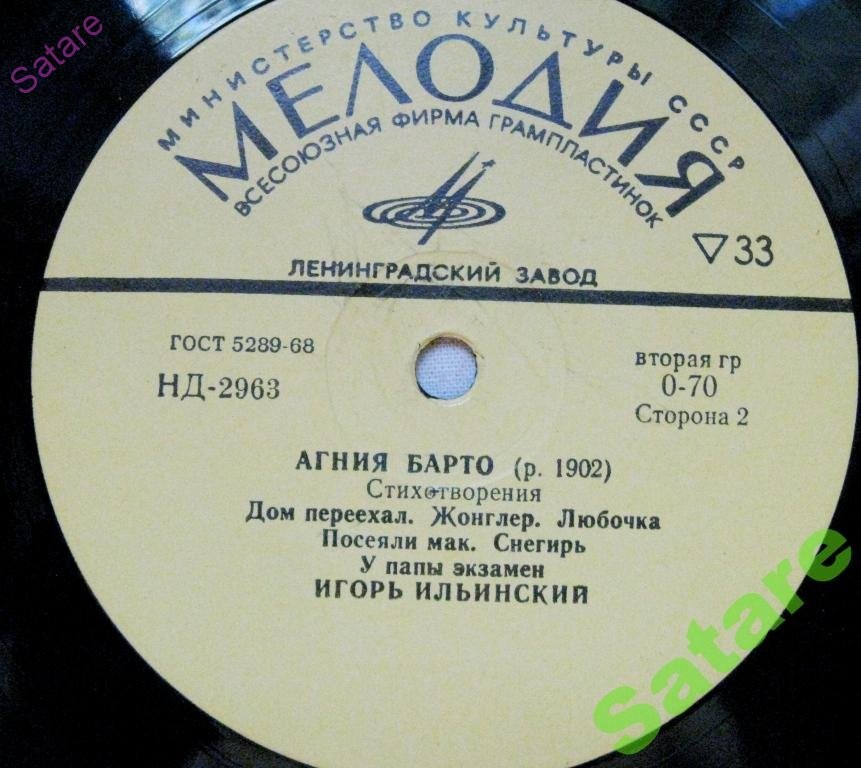 Satare
МИНИСТЕРСТВО КУЛЬТУРЫ СССР
МЕЛОДИЯ
ВСЕСОЮЗНАЯ ФИРМА ГРАМПЛАСТИНОК
▽33
ЛЕНИНГРАДСКИЙ ЗАВОД
ГОСТ 5289-68
НД-2963
вторая гр
0-70
Сторона 2
АГНИЯ БАРТО (р. 1902)
Стихотворения
Дом переехал. Жонглер. Любочка
Посеяли мак. Снегирь
У папы экзамен
ИГОРЬ ИЛЬИНСКИЙ
Satare